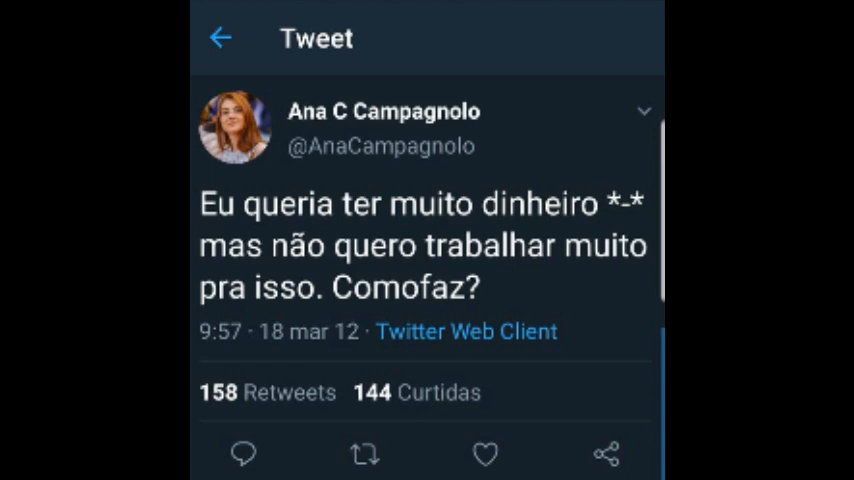 Tweet
Ana C Campagnolo
@AnaCampagnolo
Eu queria ter muito dinheiro *-*
mas não quero trabalhar muito
pra isso. Comofaz?
9:57 · 18 mar 12 · Twitter Web Client
158 Retweets 144 Curtidas